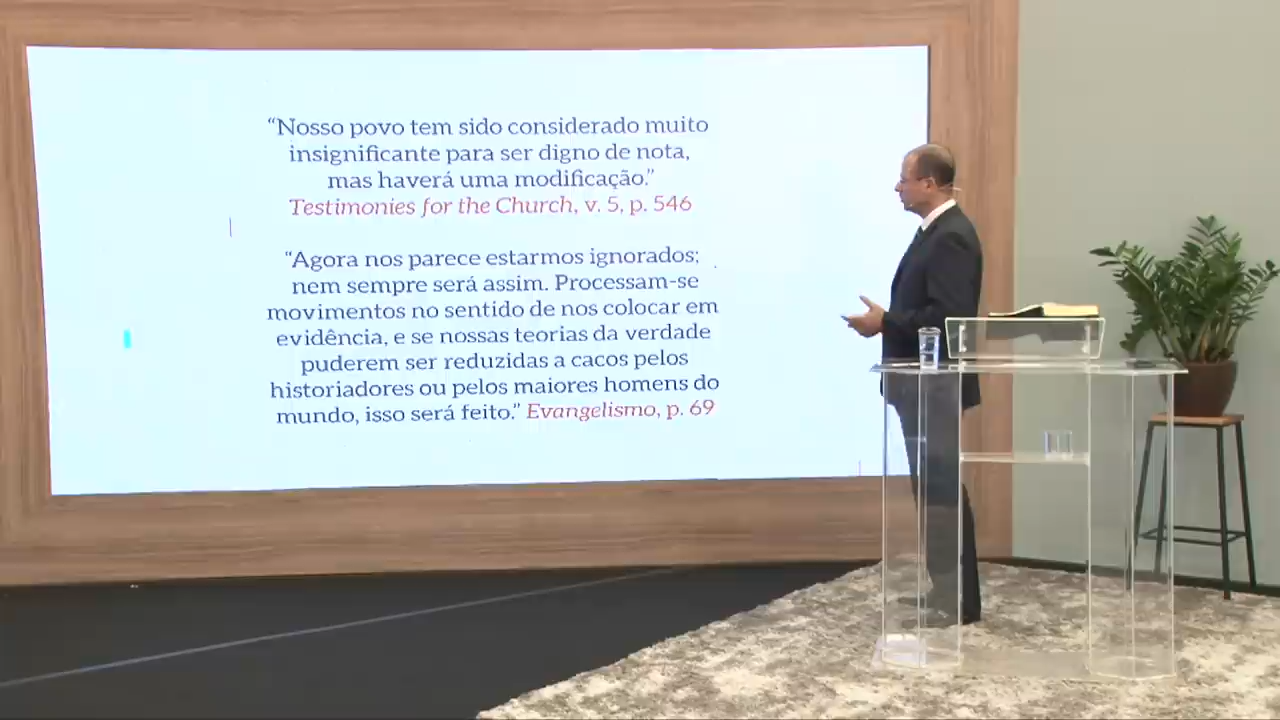 “Nosso povo tem sido considerado muito
insignificante para ser digno de nota,
mas haverá uma modificação.”
Testimonies for the Church, v. 5, p. 546
“Agora nos parece estarmos ignorados;
nem sempre será assim. Processam-se
movimentos no sentido de nos colocar em
evidência, e se nossas teorias da verdade
puderem ser reduzidas a cacos pelos
historiadores ou pelos maiores homens do
mundo, isso será feito.” Evangelismo, p. 69